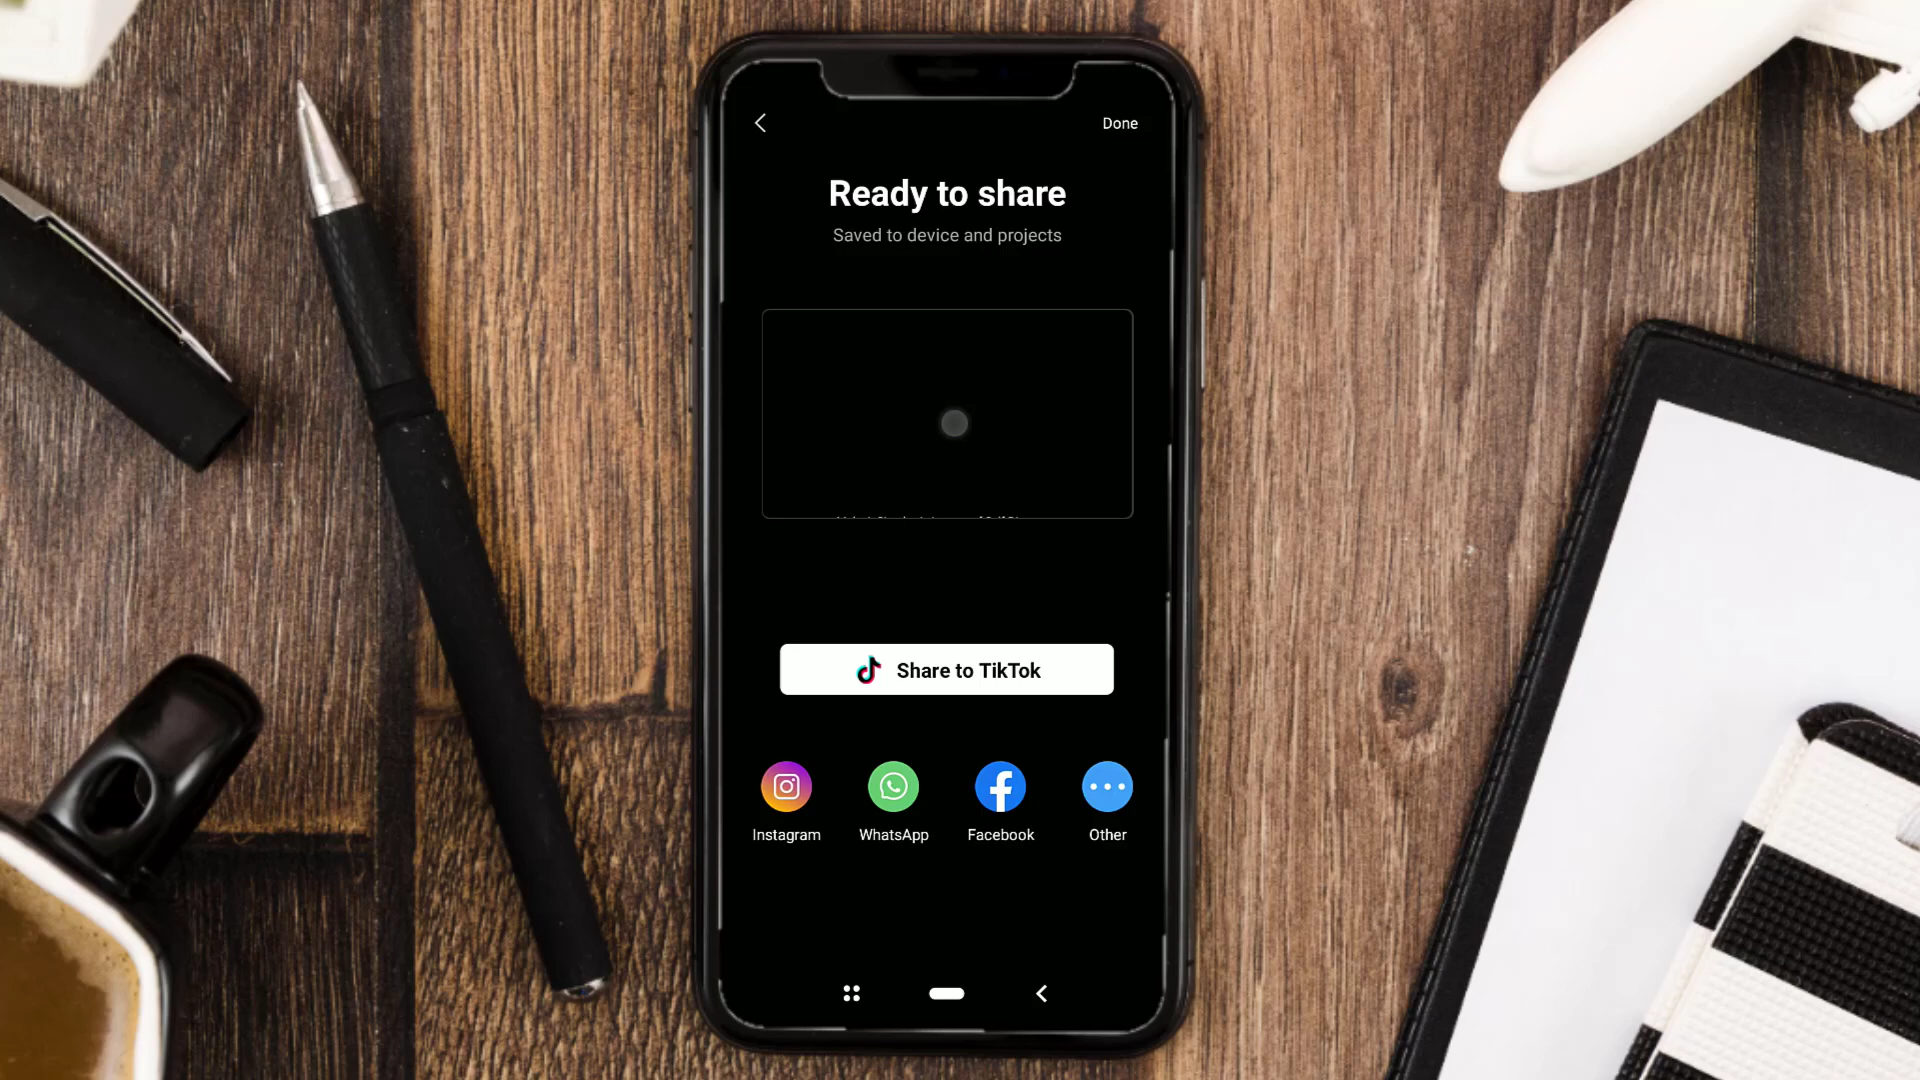 Done
Ready to share
Saved to device and projects
Share to TikTok
Instagram
WhatsApp
Facebook
Other